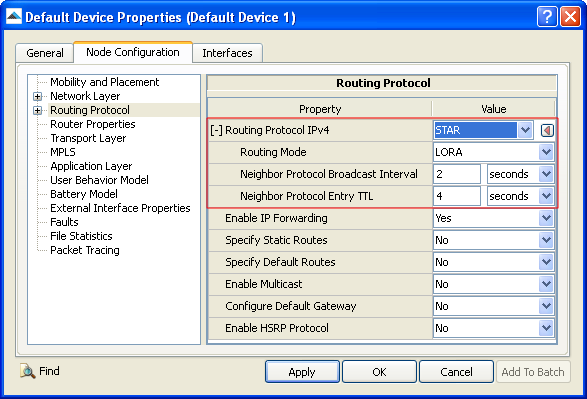 Default Device Properties (Default Device 1)
General Node Configuration Interfaces
Mobility and Placement
Network Layer
Routing Protocol
Router Properties
Transport Layer
MPLS
Application Layer
User Behavior Model
Battery Model
External Interface Properties
Faults
File Statistics
Packet Tracing
Routing Protocol
Property Value
[-] Routing Protocol IPv4 STAR
Routing Mode LORA
Neighbor Protocol Broadcast Interval 2 seconds
Neighbor Protocol Entry TTL 4 seconds
Enable IP Forwarding Yes
Specify Static Routes No
Specify Default Routes No
Enable Multicast No
Configure Default Gateway No
Enable HSRP Protocol No
Find Apply OK Cancel Add To Batch